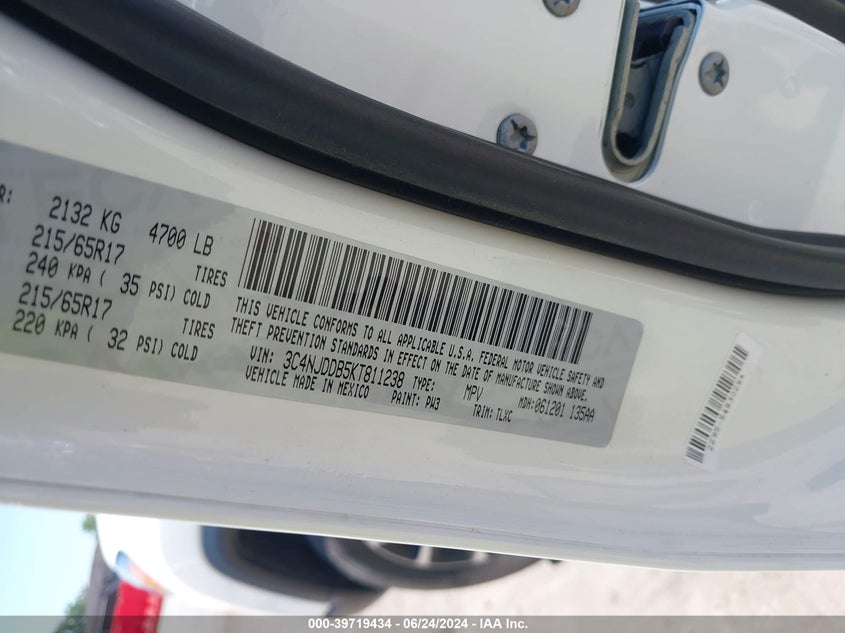 R:
2132 KG 4700 LB
215/65R17 TIRES
240 KPA ( 35 PSI) COLD
215/65R17 TIRES
220 KPA ( 32 PSI) COLD
THIS VEHICLE CONFORMS TO ALL APPLICABLE U.S.A. FEDERAL MOTOR VEHICLE SAFETY AND
THEFT PREVENTION STANDARDS IN EFFECT ON THE DATE OF MANUFACTURE SHOWN ABOVE.
VIN: 3C4NJDDB5KT811238 TYPE: MPV MDH:061201 135AA
VEHICLE MADE IN MEXICO PAINT: PW3 TRIM: TLXC
000-39719434 - 06/24/2024 - IAA Inc.